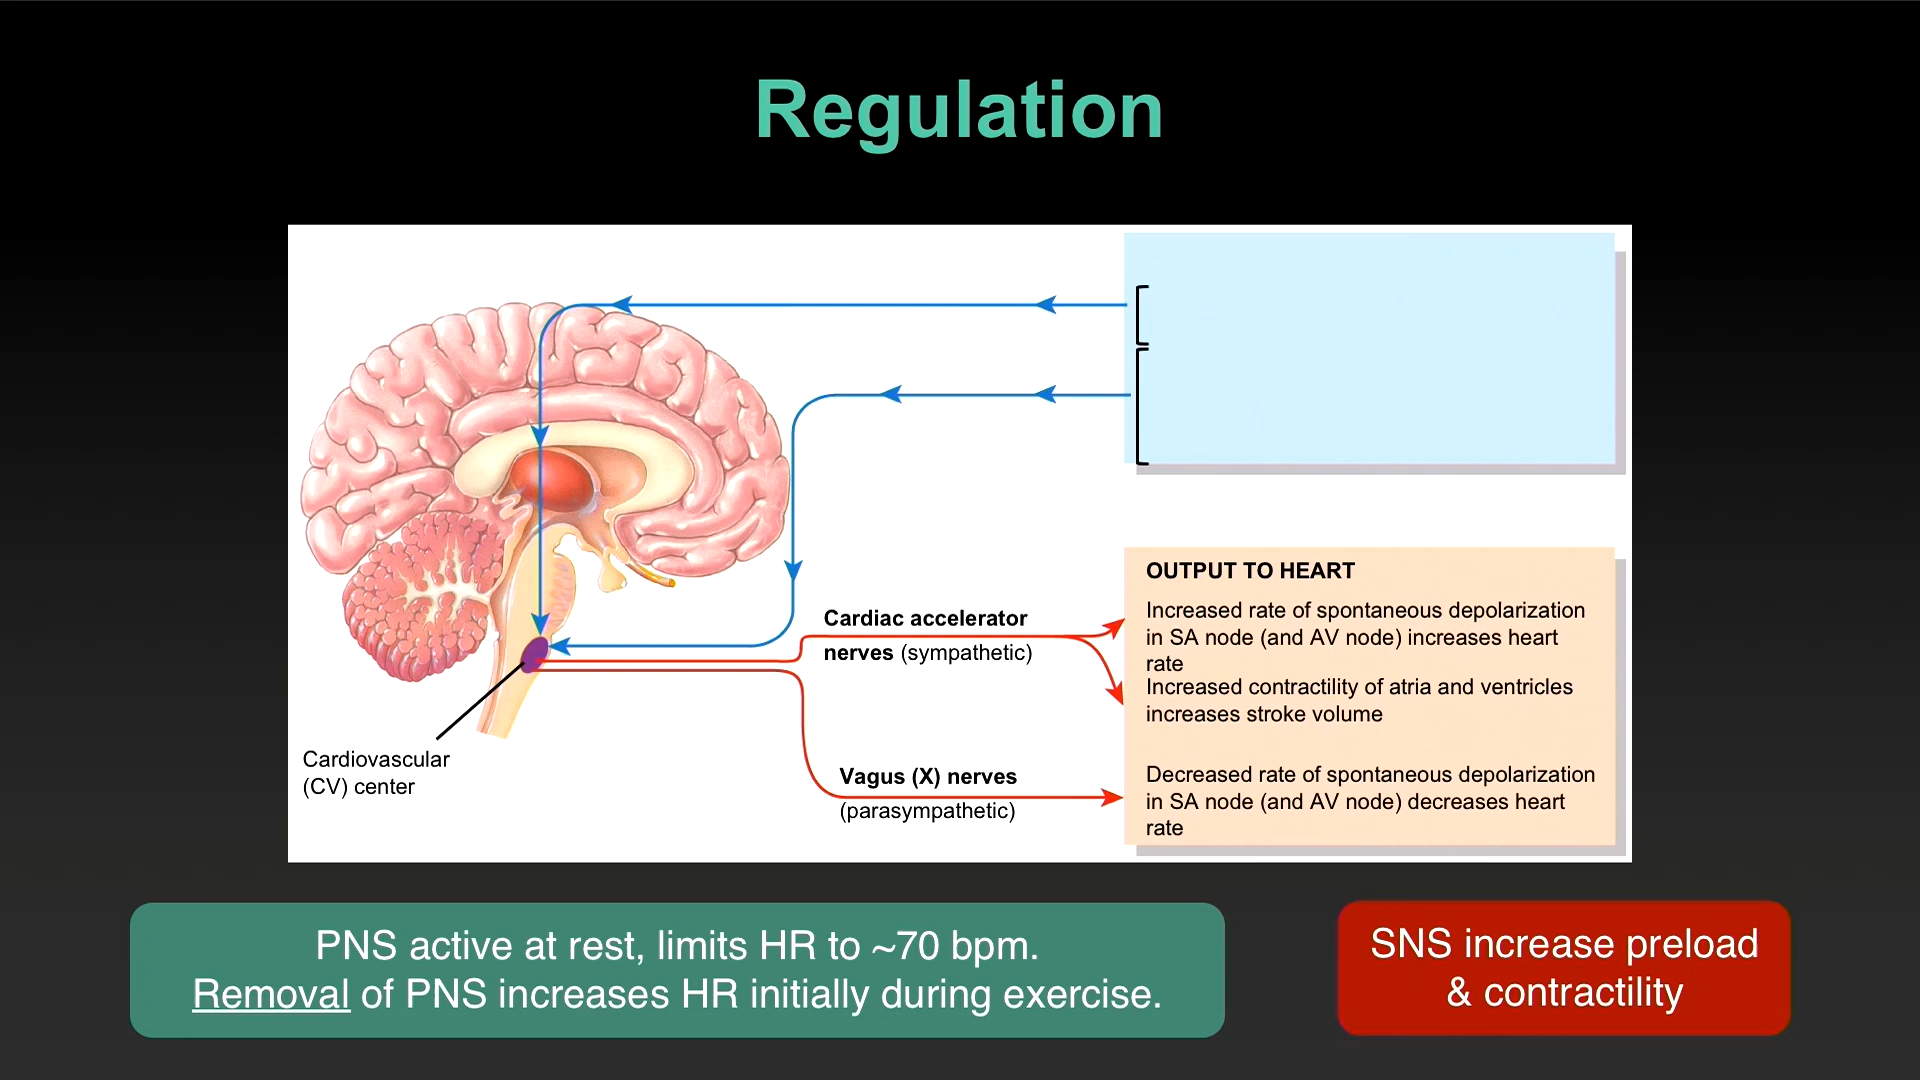 Regulation
OUTPUT TO HEART
Increased rate of spontaneous depolarization
in SA node (and AV node) increases heart
rate
Increased contractility of atria and ventricles
increases stroke volume
Cardiac accelerator
nerves (sympathetic)
Cardiovascular
(CV) center
Vagus (X) nerves
(parasympathetic)
Decreased rate of spontaneous depolarization
in SA node (and AV node) decreases heart
rate
PNS active at rest, limits HR to ~70 bpm.
Removal of PNS increases HR initially during exercise.
SNS increase preload
& contractility